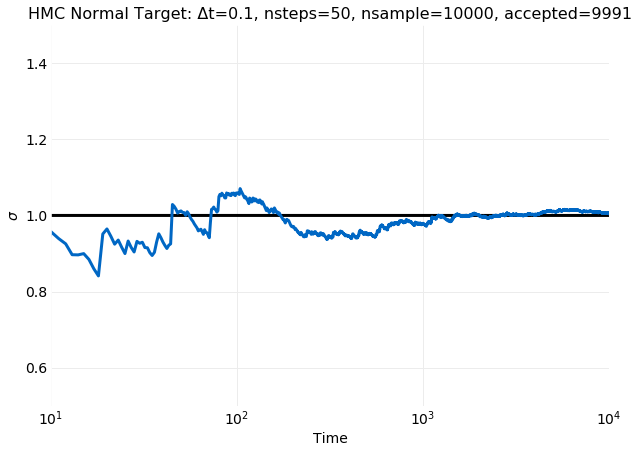 HMC Normal Target: Δt=0.1, nsteps=50, nsample=10000, accepted=9991
1.4
1.2
1.0
0.8
0.6
σ
10¹ 10² 10³ 10⁴
Time